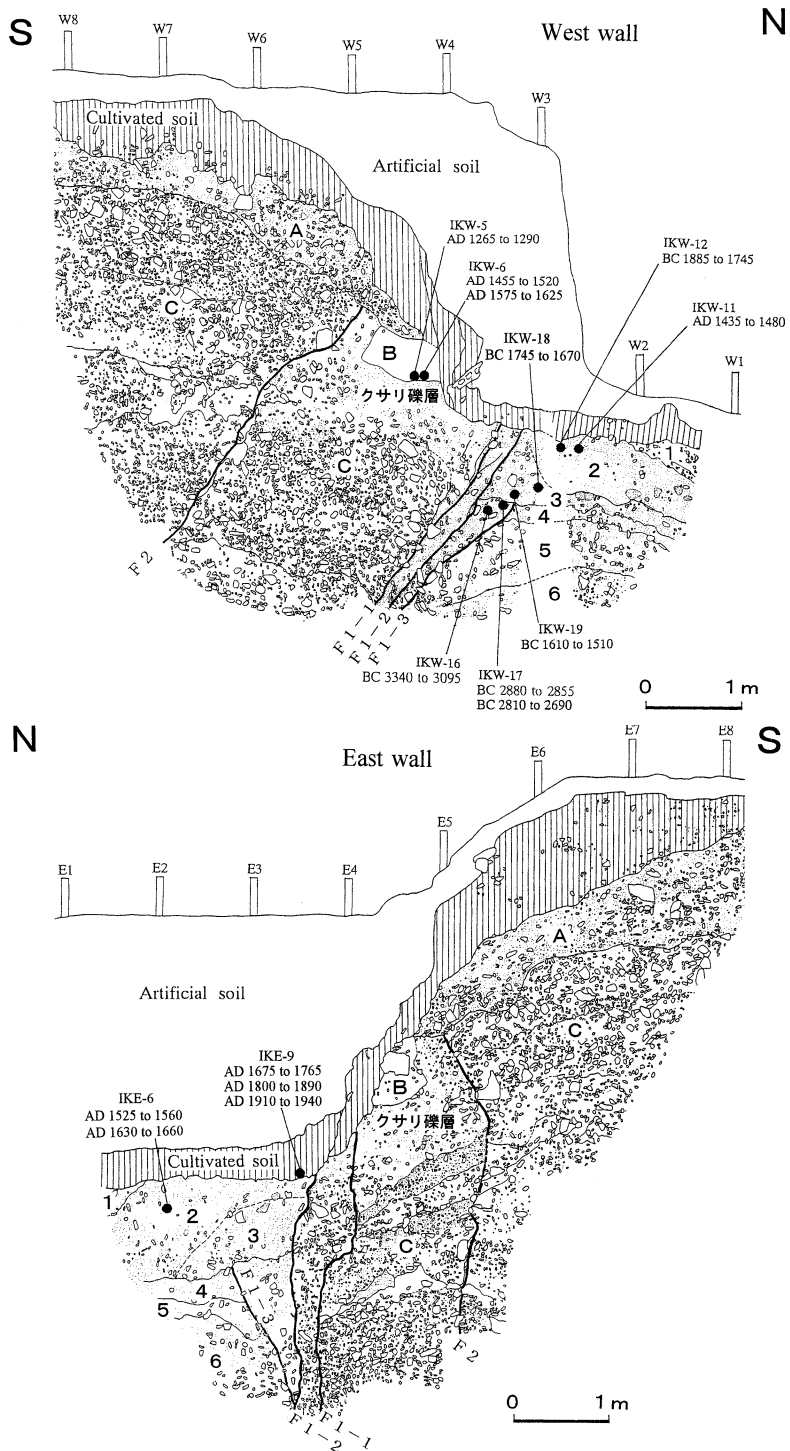 S
West wall
N
W8
W7
W6
W5
W4
W3
W2
W1
Cultivated soil
Artificial soil
A
C
B
クサリ礫層
C
IKW-5
AD 1265 to 1290
IKW-6
AD 1455 to 1520
AD 1575 to 1625
IKW-12
BC 1885 to 1745
IKW-11
AD 1435 to 1480
IKW-18
BC 1745 to 1670
1
2
3
4
5
6
F 2
F 1-1
F 1-2
F 1-3
IKW-16
BC 3340 to 3095
IKW-17
BC 2880 to 2855
BC 2810 to 2690
IKW-19
BC 1610 to 1510
0 1 m
N
East wall
S
E1
E2
E3
E4
E5
E6
E7
E8
Artificial soil
A
C
B
クサリ礫層
C
IKE-9
AD 1675 to 1765
AD 1800 to 1890
AD 1910 to 1940
IKE-6
AD 1525 to 1560
AD 1630 to 1660
Cultivated soil
1
2
3
4
5
6
F 1-3
F 1-2
F 1-1
F 2
0 1 m